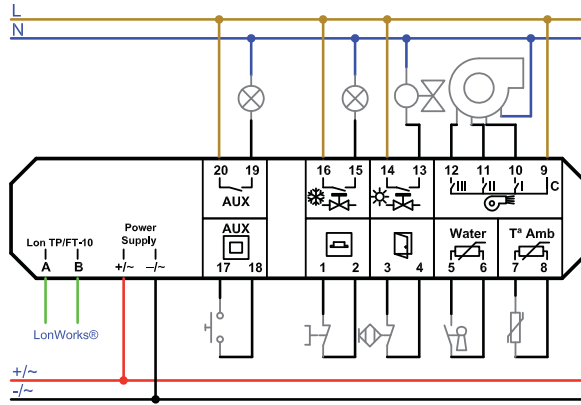 L
N
20 19 16 15 14 13 12 11 10 9
III II I C
AUX
AUX Water Tª Amb
Lon TP/FT-10 Power
Supply
A B +/~ –/~ 17 18 1 2 3 4 5 6 7 8
LonWorks®
+/~
-/~